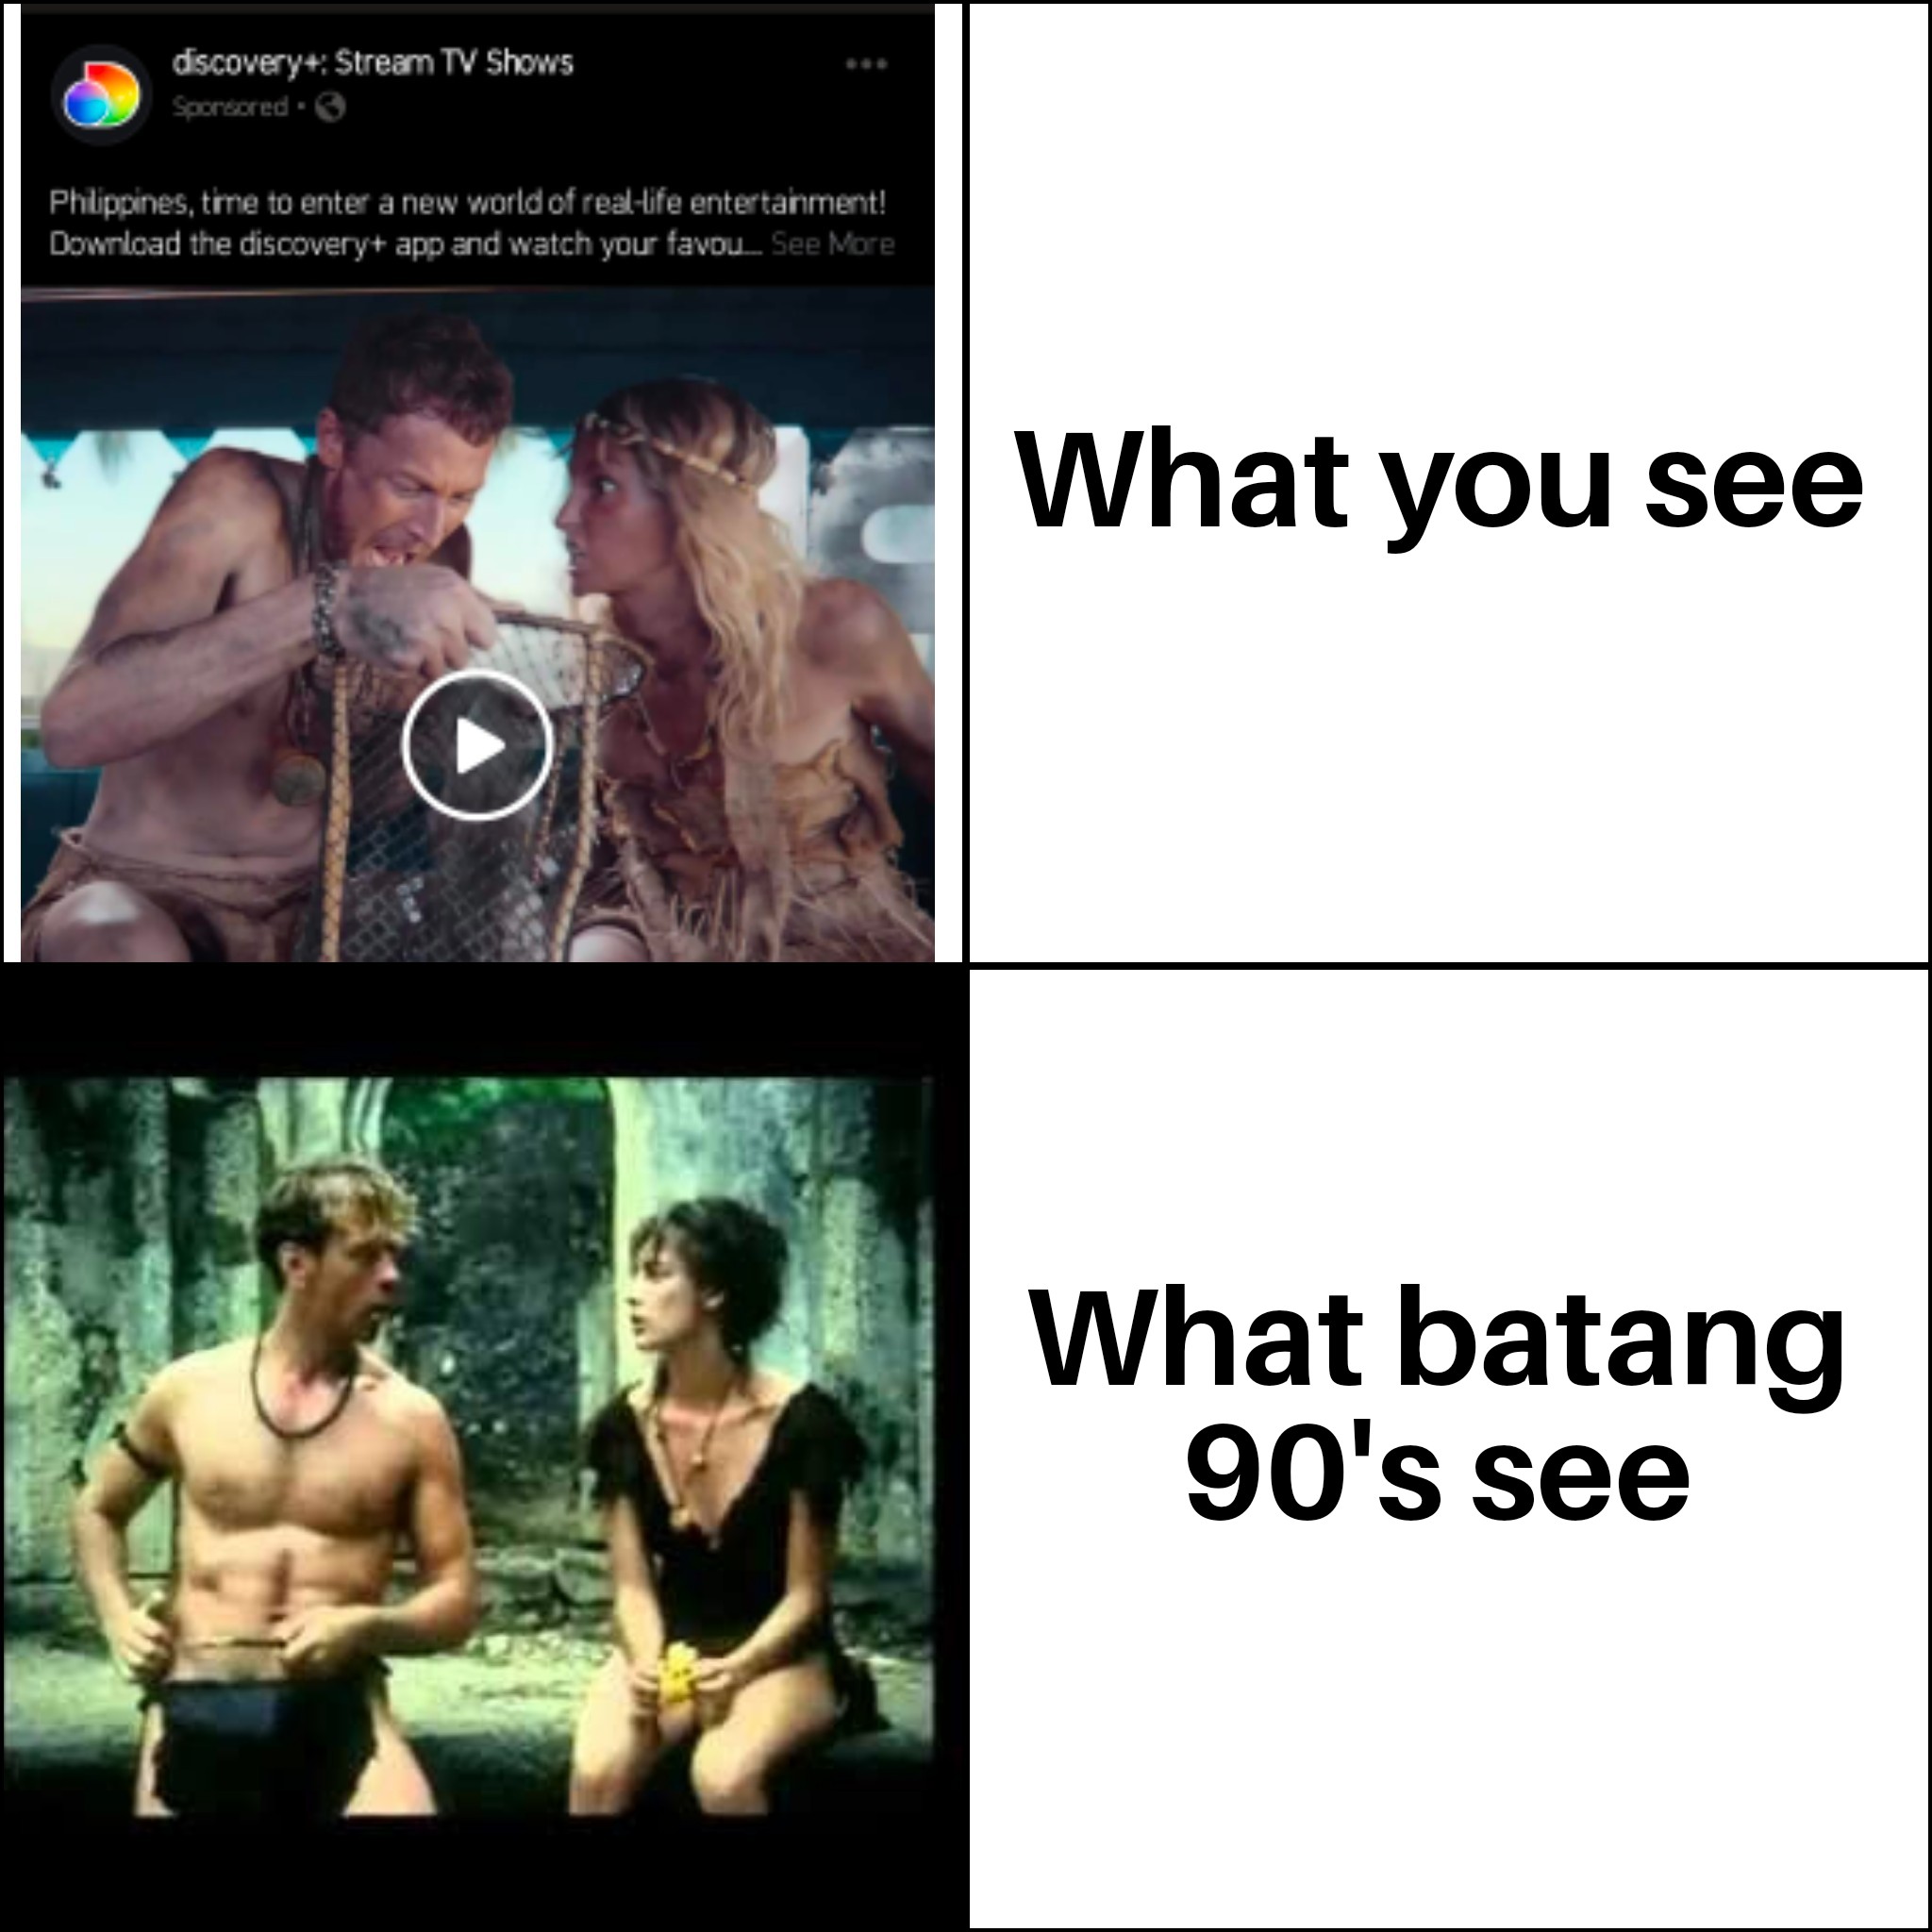 discovery+: Stream TV Shows
Sponsored •
Philippines, time to enter a new world of real-life entertainment!
Download the discovery+ app and watch your favou... See More
What you see
What batang
90's see